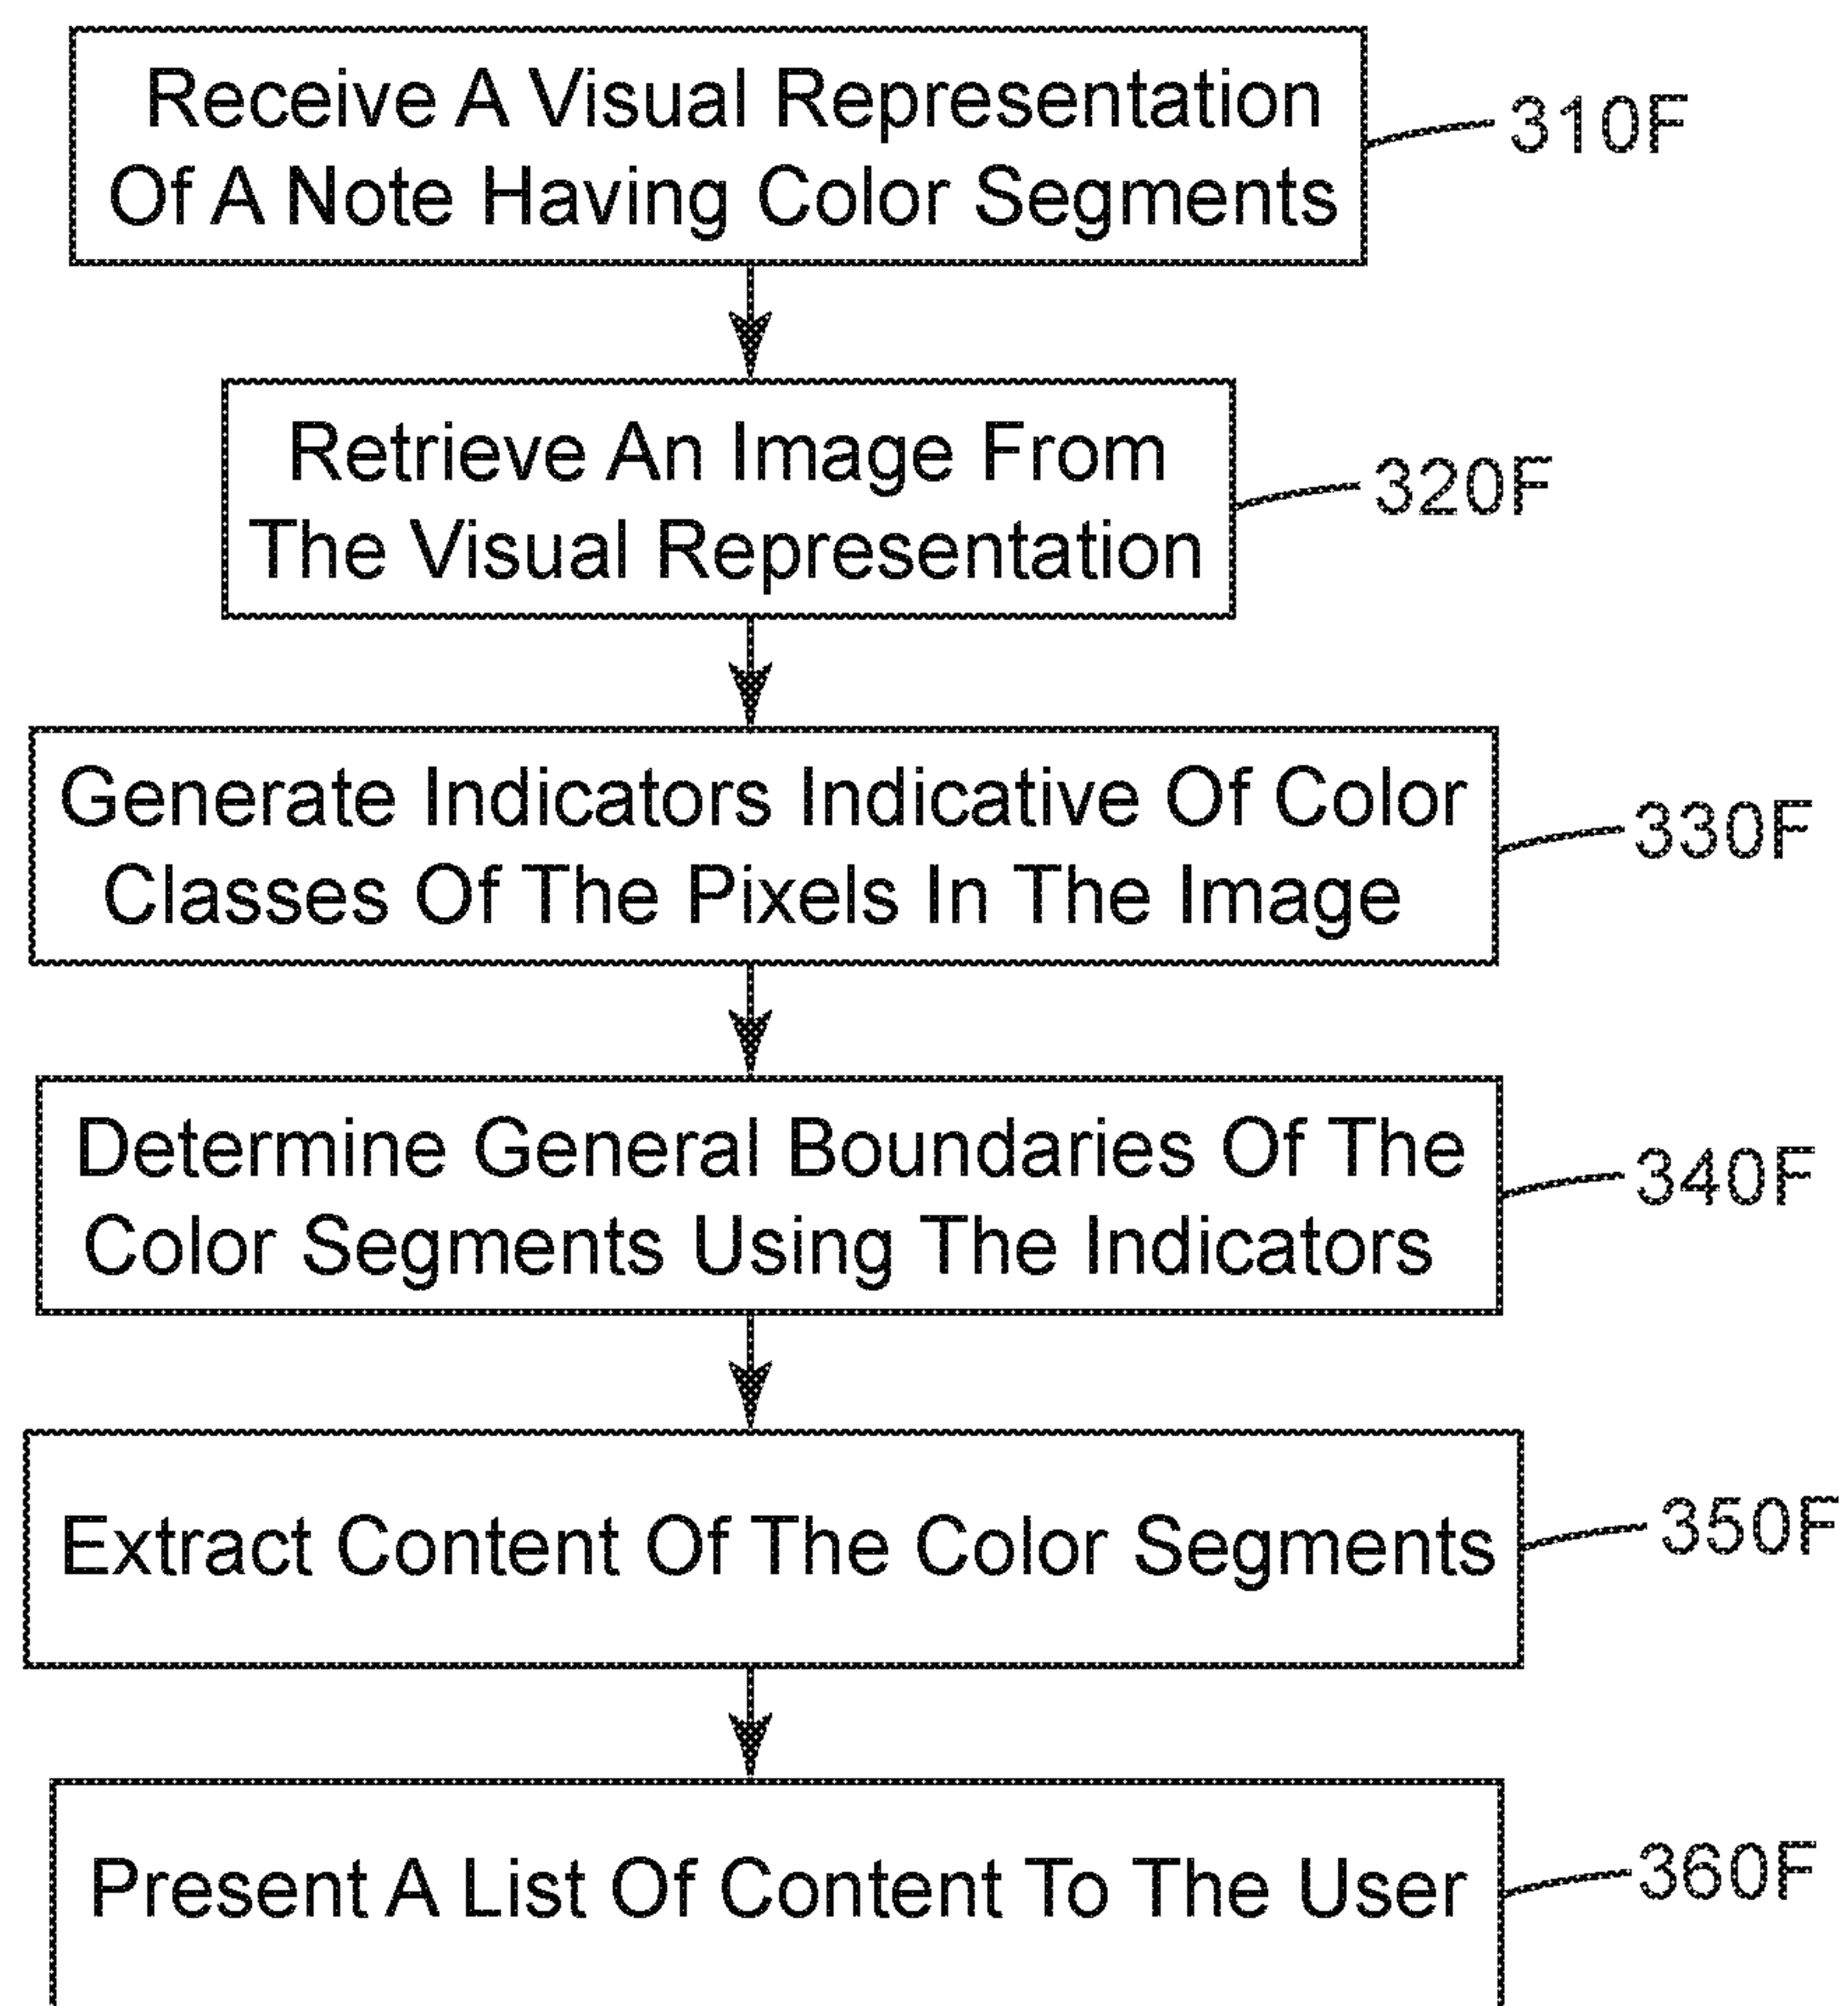 Receive A Visual Representation
Of A Note Having Color Segments
310F
Retrieve An Image From
The Visual Representation
320F
Generate Indicators Indicative Of Color
Classes Of The Pixels In The Image
330F
Determine General Boundaries Of The
Color Segments Using The Indicators
340F
Extract Content Of The Color Segments
350F
Present A List Of Content To The User
360F